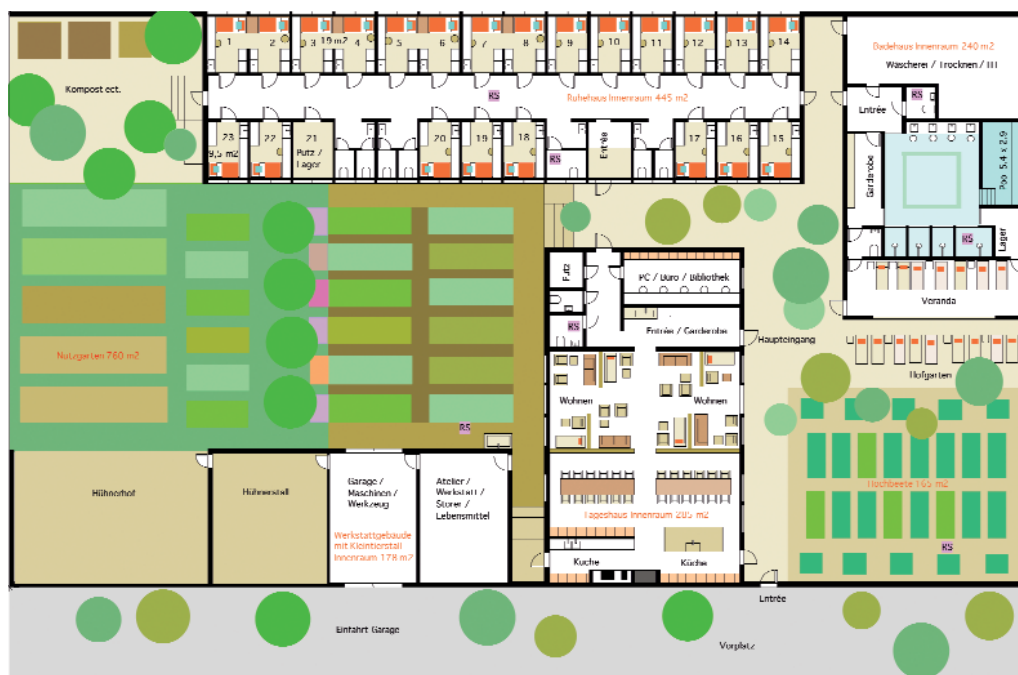 1
2
3
19 m2
4
5
6
7
8
9
10
11
12
13
14
Badehaus Innenraum 240 m2
Wäscherei / Trocknen / HT
Kompost ect.
RS
Ruhehaus Innenraum 445 m2
RS
Entrée
23
9,5 m2
22
21
Putz /
Lager
20
19
18
RS
Entrée
17
16
15
Garderobe
Poo 5.4 x 2.9
RS
Lager
Putz
PC / Büro / Bibliothek
Veranda
RS
Entrée / Garderobe
Haupteingang
Nutzgarten 760 m2
Hofgarten
Wohnen
Wohnen
RS
Hühnerhof
Hühnerstall
Garage /
Maschinen /
Werkzeug
Atelier /
Werkstatt /
Storer /
Lebensmittel
Hochbeete 165 m2
Tageshaus Innenraum 285 m2
Werkstattgebäude
mit Kleintierstall
Innenraum 178 m2
RS
Küche
Küche
Entrée
Einfahrt Garage
Vorplatz